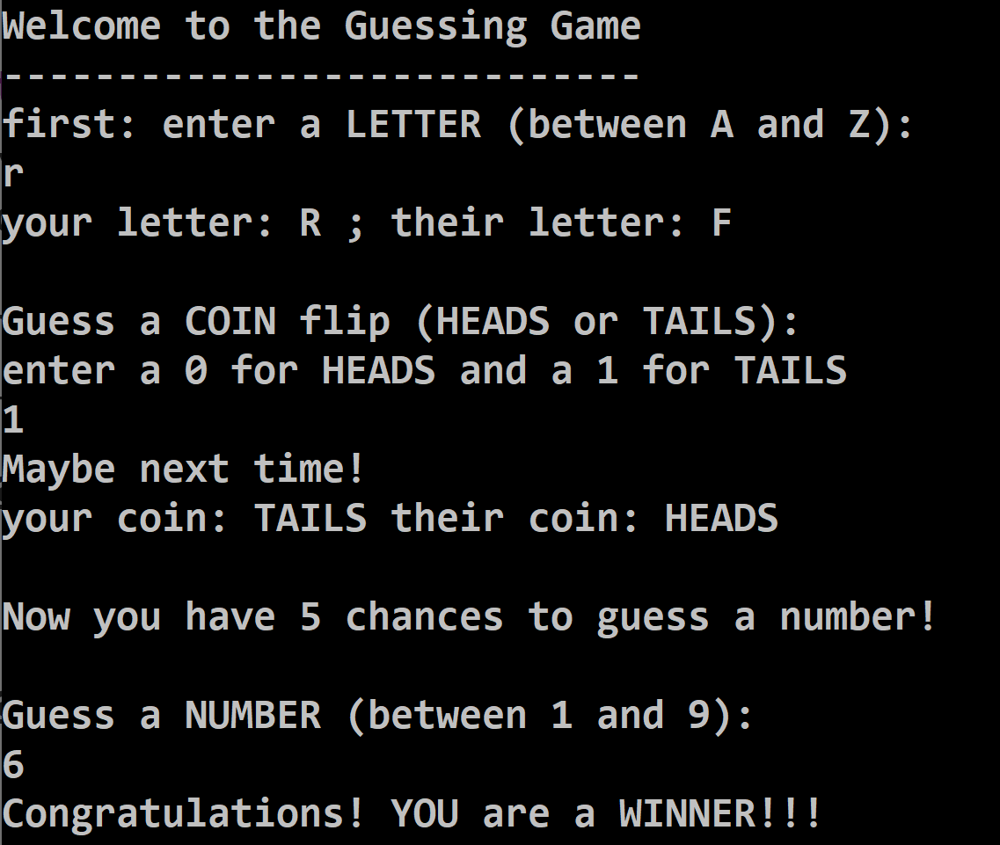 Welcome to the Guessing Game
----------------------------
first: enter a LETTER (between A and Z):
r
your letter: R ; their letter: F
Guess a COIN flip (HEADS or TAILS):
enter a 0 for HEADS and a 1 for TAILS
1
Maybe next time!
your coin: TAILS their coin: HEADS
Now you have 5 chances to guess a number!
Guess a NUMBER (between 1 and 9):
6
Congratulations! YOU are a WINNER!!!